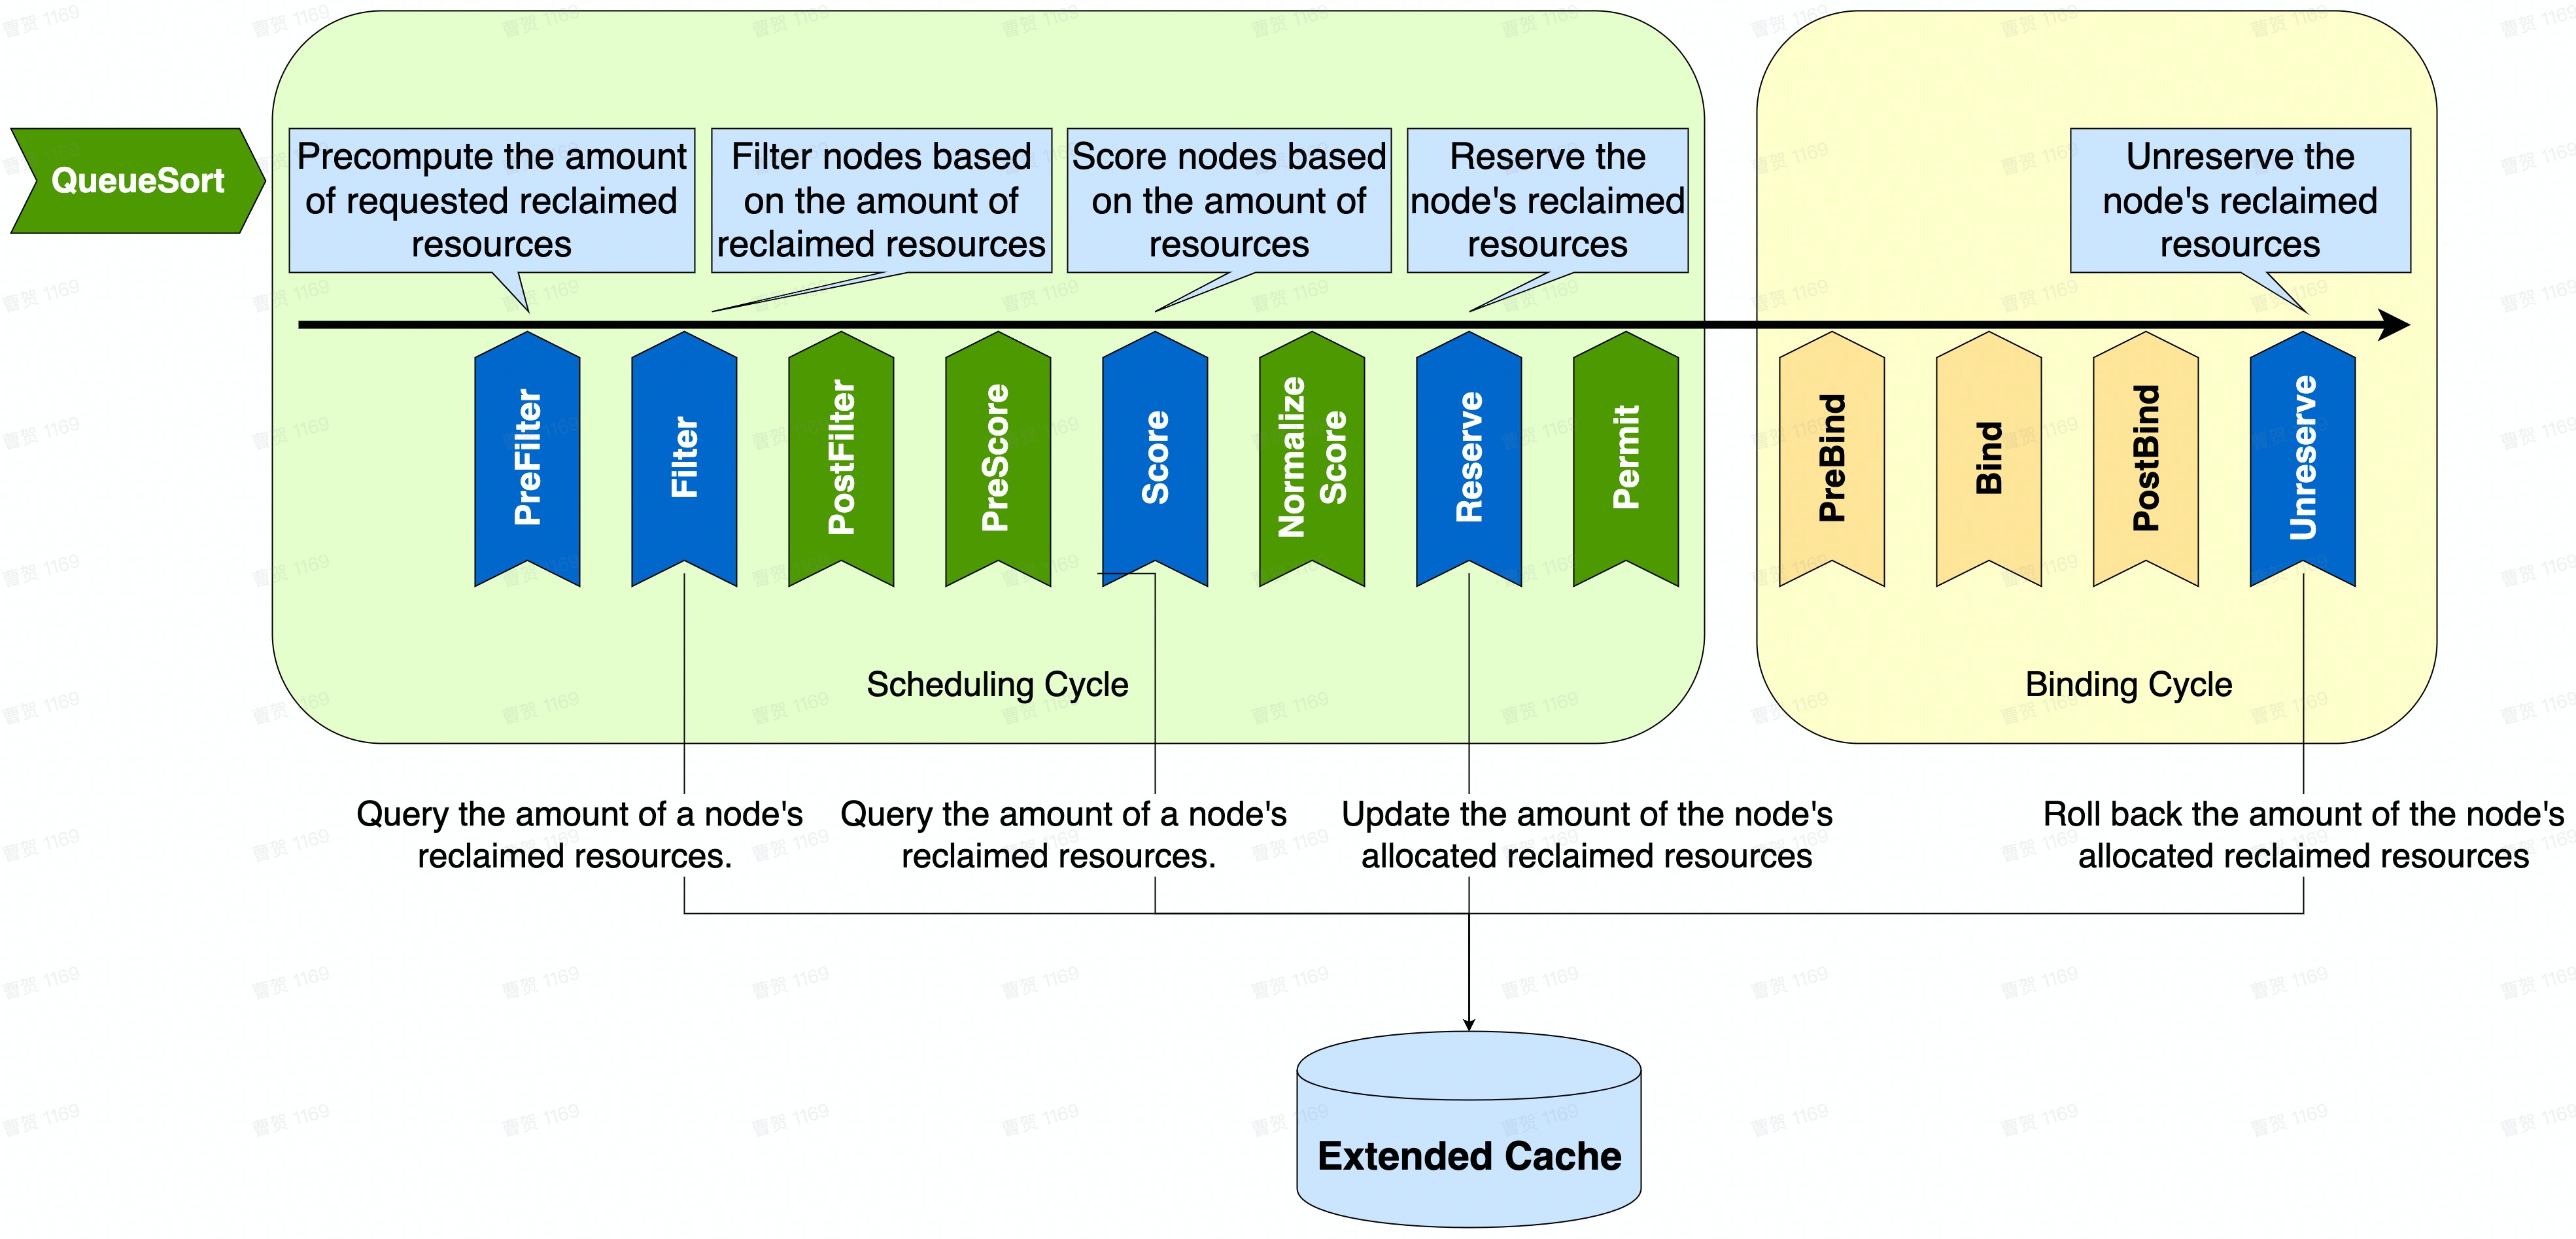 QueueSort
Precompute the amount
of requested reclaimed
resources
Filter nodes based
on the amount of
reclaimed resources
Score nodes based
on the amount of
resources
Reserve the
node's reclaimed
resources
Unreserve the
node's reclaimed
resources
PreFilter
Filter
PostFilter
PreScore
Score
Normalize
Score
Reserve
Permit
PreBind
Bind
PostBind
Unreserve
Scheduling Cycle
Binding Cycle
Query the amount of a node's
reclaimed resources.
Query the amount of a node's
reclaimed resources.
Update the amount of the node's
allocated reclaimed resources
Roll back the amount of the node's
allocated reclaimed resources
Extended Cache
曹贺 1169